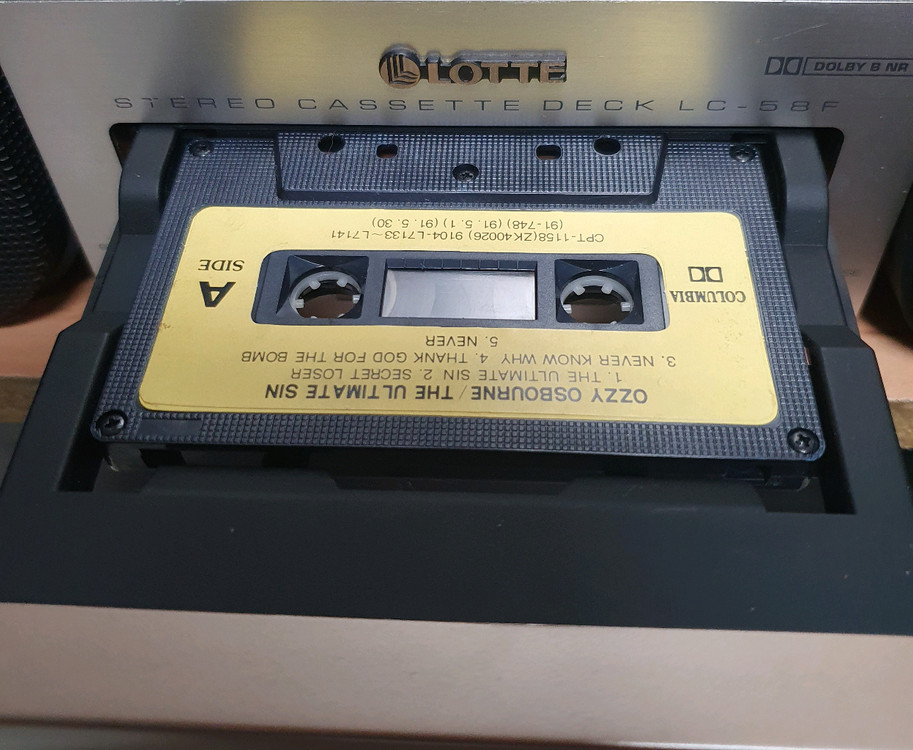 LOTTE
DOLBY B NR
STEREO CASSETTE DECK LC-58F
OZZY OSBOURNE / THE ULTIMATE SIN
1. THE ULTIMATE SIN 2. SECRET LOSER
3. NEVER KNOW WHY 4. THANK GOD FOR THE BOMB
5. NEVER
COLUMBIA
A
SIDE
CPT-1158(ZK40026) 9104-L7133~L7141
(91-748) (91. 5. 1) (91. 5. 30)